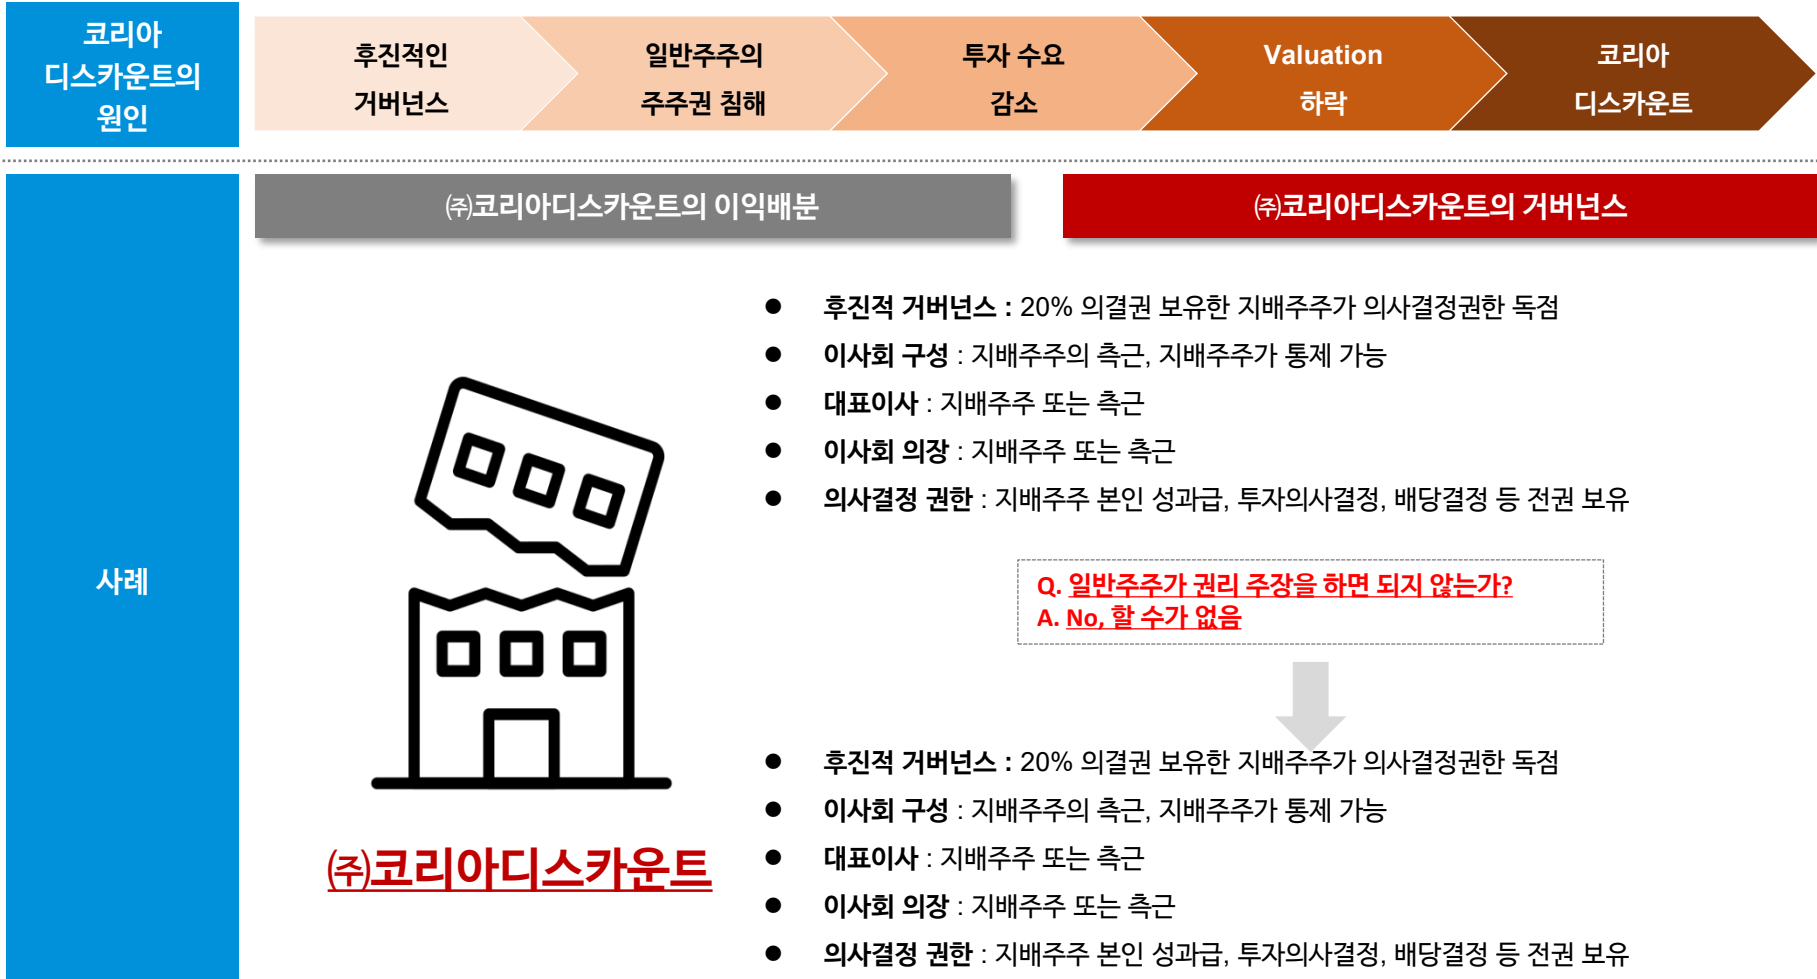 코리아
디스카운트의
원인
후진적인
거버넌스
일반주주의
주주권 침해
투자 수요
감소
Valuation
하락
코리아
디스카운트
사례
㈜코리아디스카운트의 이익배분
㈜코리아디스카운트의 거버넌스
● 후진적 거버넌스 : 20% 의결권 보유한 지배주주가 의사결정권한 독점
● 이사회 구성 : 지배주주의 측근, 지배주주가 통제 가능
● 대표이사 : 지배주주 또는 측근
● 이사회 의장 : 지배주주 또는 측근
● 의사결정 권한 : 지배주주 본인 성과급, 투자의사결정, 배당결정 등 전권 보유
Q. 일반주주가 권리 주장을 하면 되지 않는가?
A. No, 할 수가 없음
㈜코리아디스카운트
● 후진적 거버넌스 : 20% 의결권 보유한 지배주주가 의사결정권한 독점
● 이사회 구성 : 지배주주의 측근, 지배주주가 통제 가능
● 대표이사 : 지배주주 또는 측근
● 이사회 의장 : 지배주주 또는 측근
● 의사결정 권한 : 지배주주 본인 성과급, 투자의사결정, 배당결정 등 전권 보유